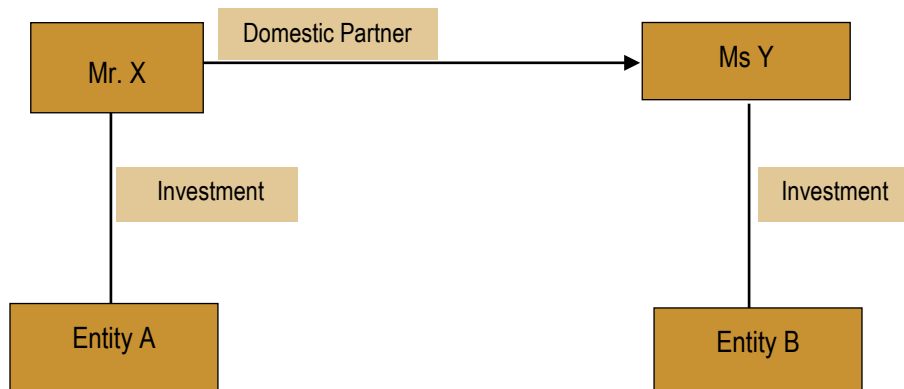 Domestic Partner
Mr. X
Ms Y
Investment
Investment
Entity A
Entity B